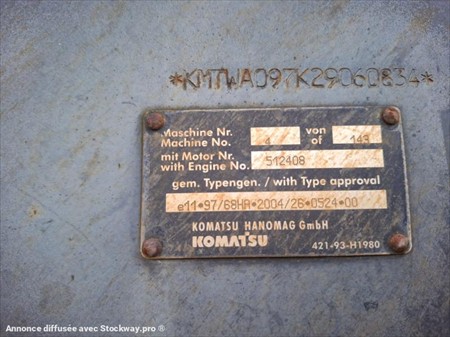 *KMTWA097K29060834*
Maschine Nr. von
Machine No. of 143
mit Motor Nr.
with Engine No. 512408
gem. Typengen. / with Type approval
e11*97/68HA*2004/26*0524*00
KOMATSU HANOMAG GmbH
KOMATSU 421-93-H1980
Annonce diffusée avec Stockway.pro ®